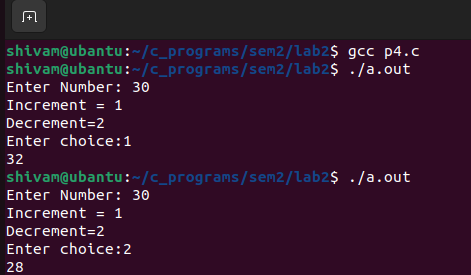 shivam@ubantu:~/c_programs/sem2/lab2$ gcc p4.c
shivam@ubantu:~/c_programs/sem2/lab2$ ./a.out
Enter Number: 30
Increment = 1
Decrement=2
Enter choice:1
32
shivam@ubantu:~/c_programs/sem2/lab2$ ./a.out
Enter Number: 30
Increment = 1
Decrement=2
Enter choice:2
28